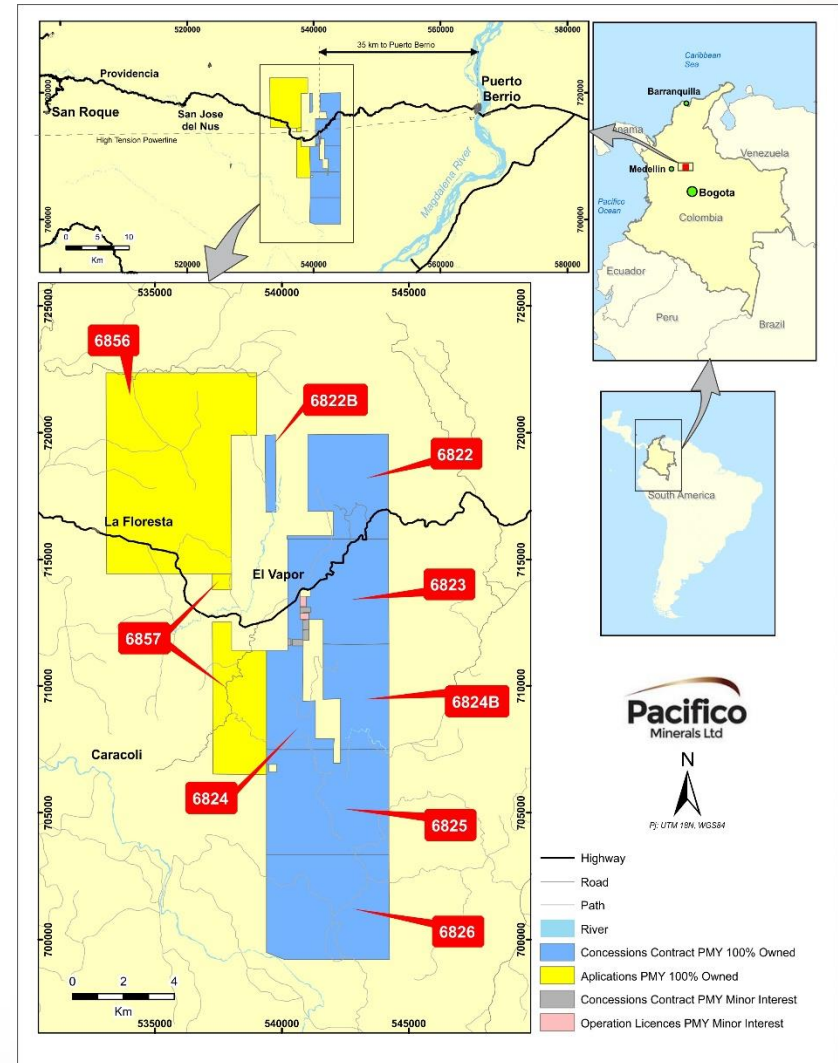 520000
540000
560000
580000
35 km to Puerto Berrio
Providencia
San Roque
San Jose
del Nus
Puerto
Berrio
High Tension Powerline
Magdalena River
720000
700000
720000
700000
0 5 10
Km
520000
540000
560000
580000
Caribbean
Sea
Barranquilla
Panama
Venezuela
Medellin
Bogota
Pacifico
Ocean
Colombia
Ecuador
Peru
Brazil
South America
535000
540000
545000
725000
720000
715000
710000
705000
700000
725000
720000
715000
710000
705000
700000
6856
6822B
6822
La Floresta
El Vapor
6823
6857
6824B
Caracoli
6824
6825
6826
0 2 4
Km
535000
540000
545000
Pacifico
Minerals Ltd
N
Pj: UTM 18N, WGS84
Highway
Road
Path
River
Concessions Contract PMY 100% Owned
Aplications PMY 100% Owned
Concessions Contract PMY Minor Interest
Operation Licences PMY Minor Interest